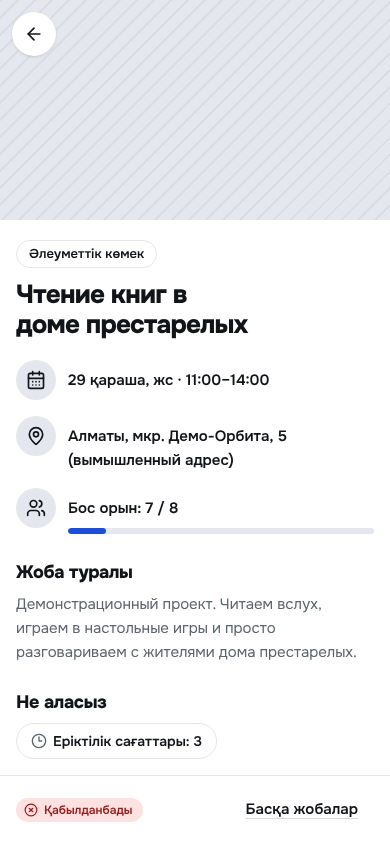 Әлеуметтік көмек
Чтение книг в
доме престарелых
29 қараша, жс · 11:00–14:00
Алматы, мкр. Демо-Орбита, 5
(вымышленный адрес)
Бос орын: 7 / 8
Жоба туралы
Демонстрационный проект. Читаем вслух,
играем в настольные игры и просто
разговариваем с жителями дома престарелых.
Не аласыз
Еріктілік сағаттары: 3
Қабылданбады
Басқа жобалар